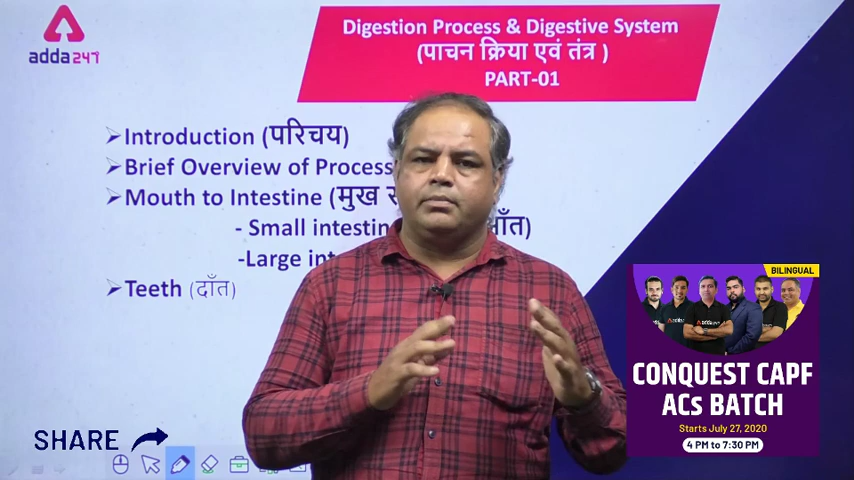 adda247
Digestion Process & Digestive System
(पाचन क्रिया एवं तंत्र )
PART-01
➢Introduction (परिचय)
➢Brief Overview of Process
➢Mouth to Intestine (मुख
- Small
-Large
➢Teeth (दाँत)
BILINGUAL
CONQUEST CAPF
ACs BATCH
Starts July 27, 2020
4 PM to 7:30 PM
SHARE